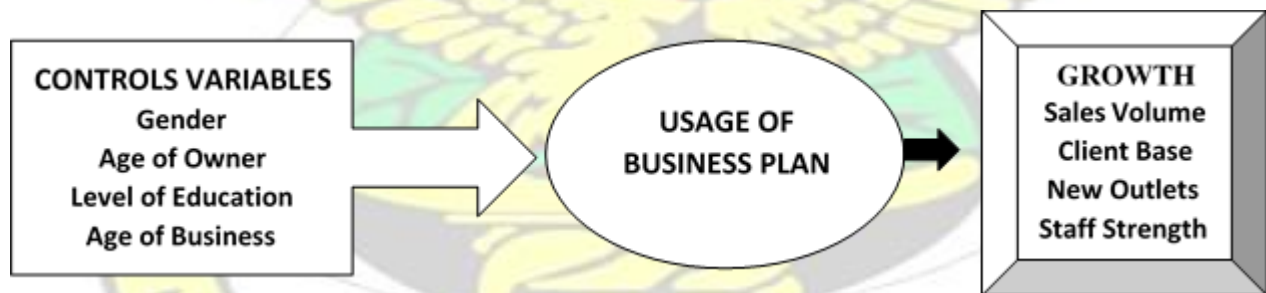 CONTROLS VARIABLES
Gender
Age of Owner
Level of Education
Age of Business
USAGE OF
BUSINESS PLAN
GROWTH
Sales Volume
Client Base
New Outlets
Staff Strength